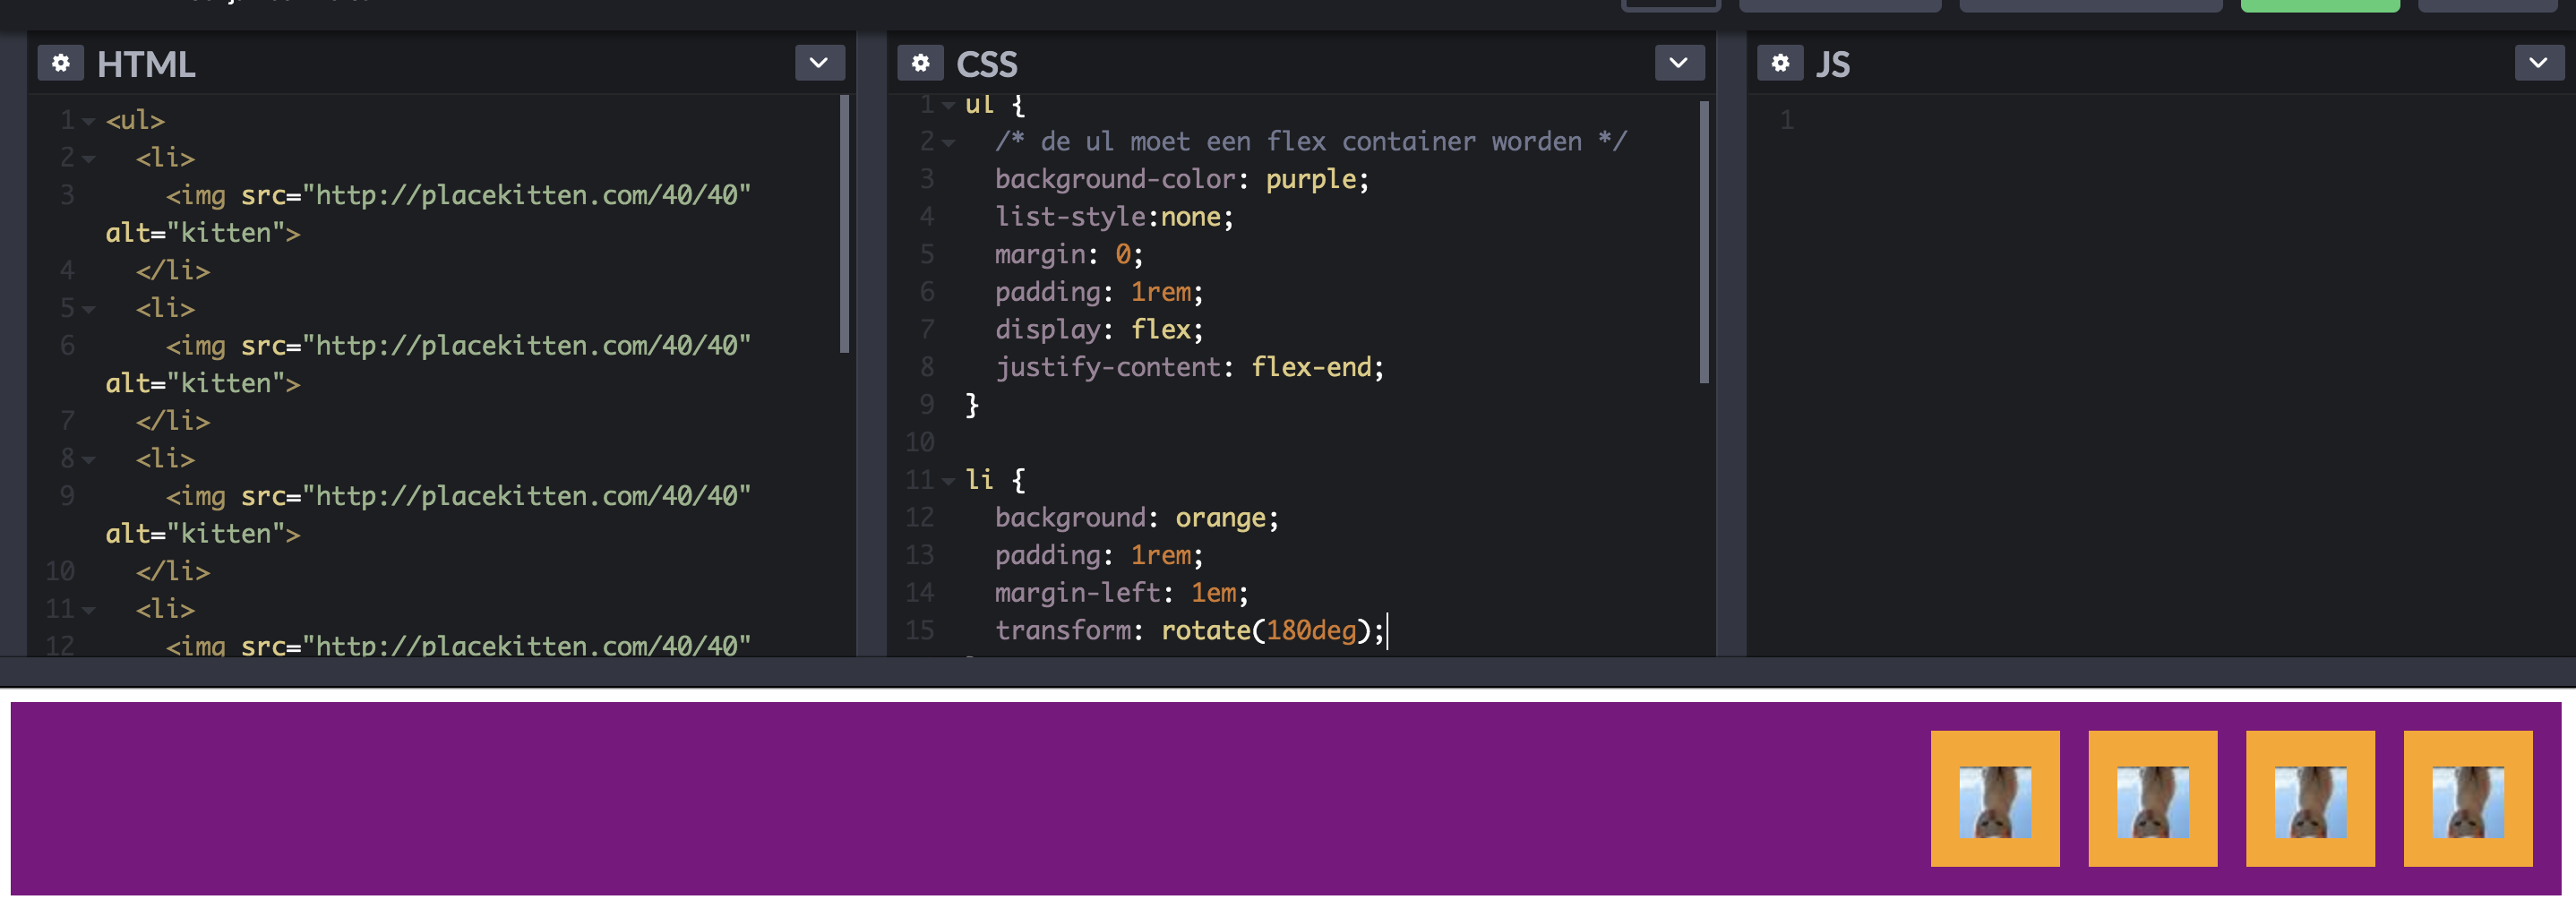 HTML
1 <ul>
2 <li>
3 <img src="http://placekitten.com/40/40"
alt="kitten">
4 </li>
5 <li>
6 <img src="http://placekitten.com/40/40"
alt="kitten">
7 </li>
8 <li>
9 <img src="http://placekitten.com/40/40"
alt="kitten">
10 </li>
11 <li>
12 <img src="http://placekitten.com/40/40"
CSS
1 ul {
2 /* de ul moet een flex container worden */
3 background-color: purple;
4 list-style:none;
5 margin: 0;
6 padding: 1rem;
7 display: flex;
8 justify-content: flex-end;
9 }
10
11 li {
12 background: orange;
13 padding: 1rem;
14 margin-left: 1em;
15 transform: rotate(180deg);
JS
1